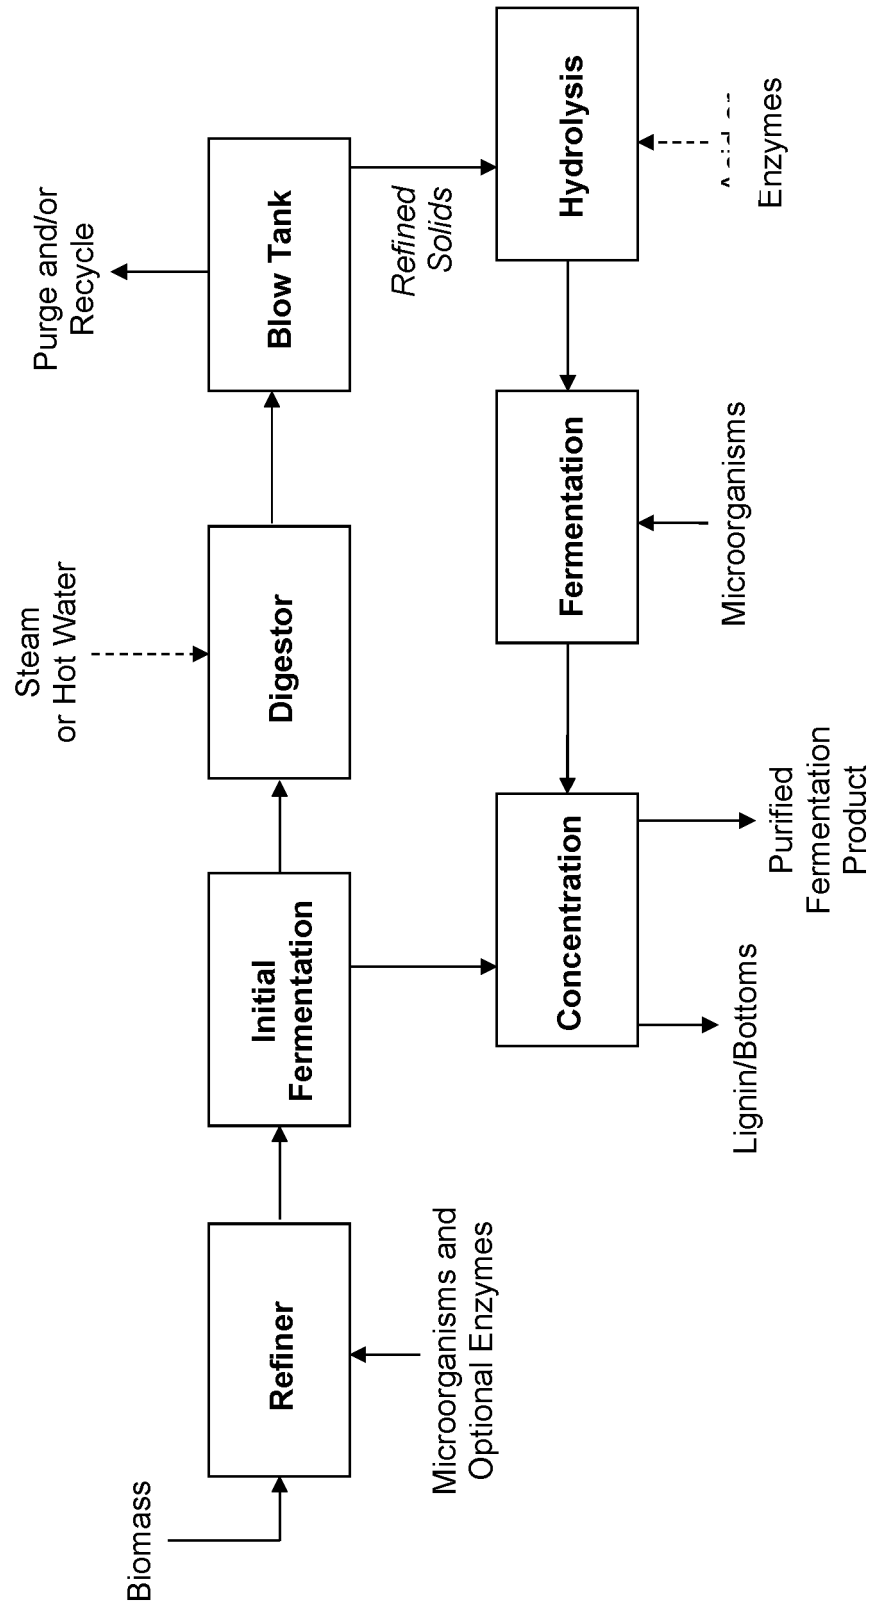 Biomass
Refiner
Microorganisms and
Optional Enzymes
Initial
Fermentation
Steam
or Hot Water
Digestor
Purge and/or
Recycle
Blow Tank
Refined
Solids
Hydrolysis
Enzymes
Fermentation
Microorganisms
Concentration
Lignin/Bottoms
Purified
Fermentation
Product